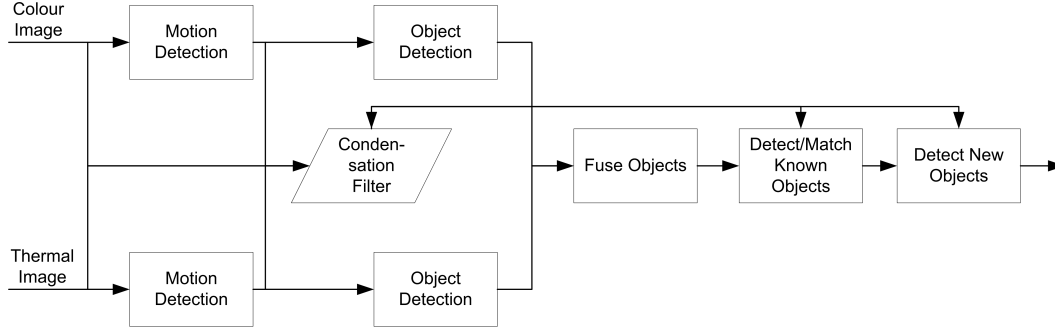 Colour
Image
Motion
Detection
Object
Detection
Conden-
sation
Filter
Fuse Objects
Detect/Match
Known
Objects
Detect New
Objects
Thermal
Image
Motion
Detection
Object
Detection